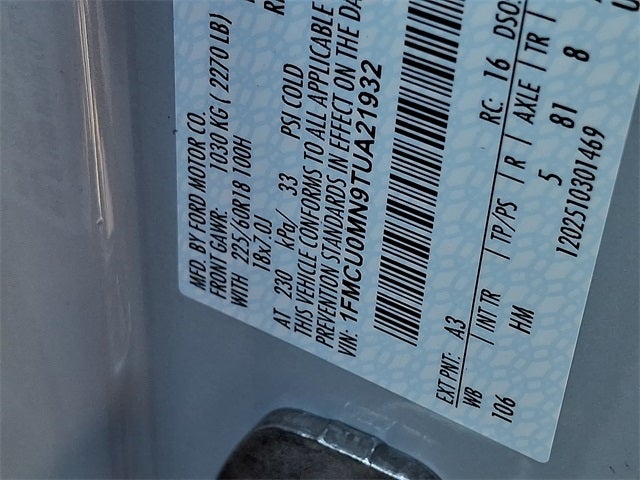 MFD. BY FORD MOTOR CO.
FRONT GAWR: 1030 KG ( 2270 LB)
WITH 225/60R18 100H
18x7.0J
AT 230 kPa/ 33 PSI COLD
THIS VEHICLE CONFORMS TO ALL APPLICABLE
PREVENTION STANDARDS IN EFFECT ON THE DA
VIN: 1FMCU0MN9TUA21932
EXT PNT: A3 RC: 16 DSO:
WB | INT TR | TP/PS | R | AXLE | TR |
106 HM 5 81 8
12025103014​69